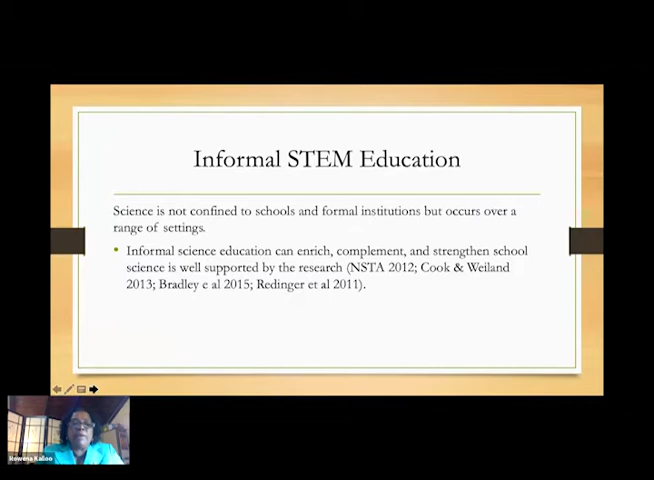 Informal STEM Education
Science is not confined to schools and formal institutions but occurs over a
range of settings.
• Informal science education can enrich, complement, and strengthen school
science is well supported by the research (NSTA 2012; Cook & Weiland
2013; Bradley e al 2015; Redinger et al 2011).
Rowena Kalloo